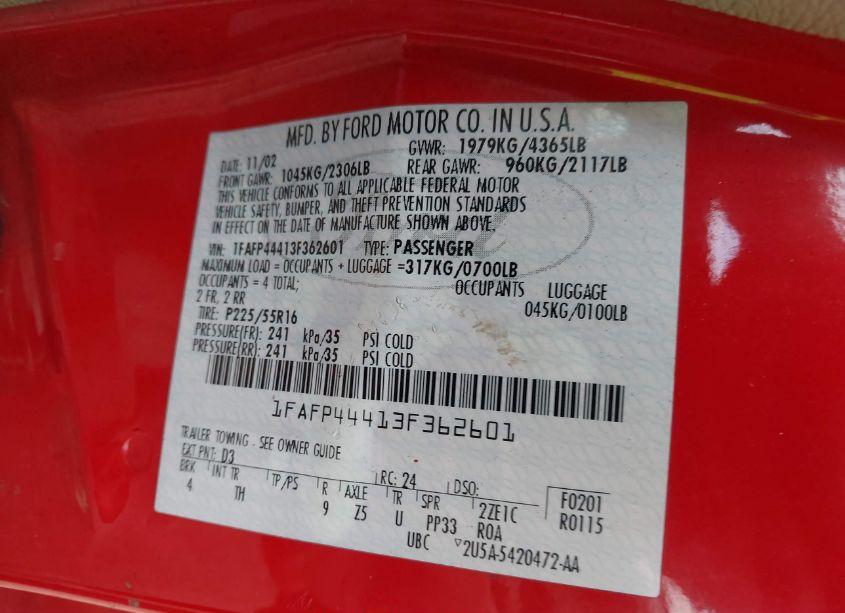 MFD. BY FORD MOTOR CO. IN U.S.A.
DATE: 11/02 GVWR: 1979KG/4365LB
FRONT GAWR: 1045KG/2306LB REAR GAWR: 960KG/2117LB
THIS VEHICLE CONFORMS TO ALL APPLICABLE FEDERAL MOTOR
VEHICLE SAFETY, BUMPER, AND THEFT PREVENTION STANDARDS
IN EFFECT ON THE DATE OF MANUFACTURE SHOWN ABOVE.
VIN: 1FAFP44413F362601 TYPE: PASSENGER
MAXIMUM LOAD = OCCUPANTS + LUGGAGE =317KG/0700LB
OCCUPANTS = 4 TOTAL; OCCUPANTS LUGGAGE
2 FR, 2 RR 045KG/0100LB
TIRE: P225/55R16
PRESSURE(FR): 241 kPa/35 PSI COLD
PRESSURE(RR): 241 kPa/35 PSI COLD
1FAFP44413F362601
TRAILER TOWING - SEE OWNER GUIDE
EXT PNT: D3 RC: 24 DSO: F0201
BRK INT TR TP/PS R AXLE TR SPR 2ZE1C R0115
4 TH 9 Z5 U PP33 ROA
UBC ▽2U5A-5420472-AA